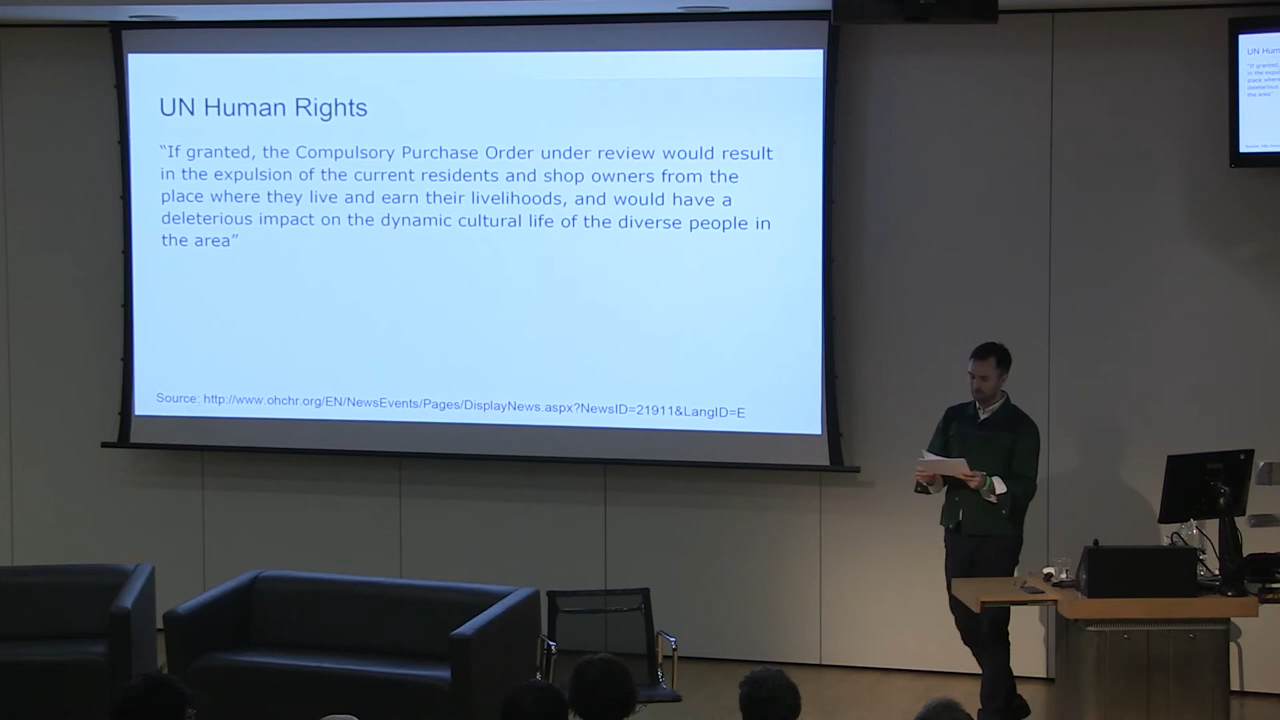 UN Human Rights
“If granted, the Compulsory Purchase Order under review would result
in the expulsion of the current residents and shop owners from the
place where they live and earn their livelihoods, and would have a
deleterious impact on the dynamic cultural life of the diverse people in
the area”
Source: http://www.ohchr.org/EN/NewsEvents/Pages/DisplayNews.aspx?NewsID=21911&LangID=E
UN Hum
“If granted,
in the expul
place where
deleterious
the area”